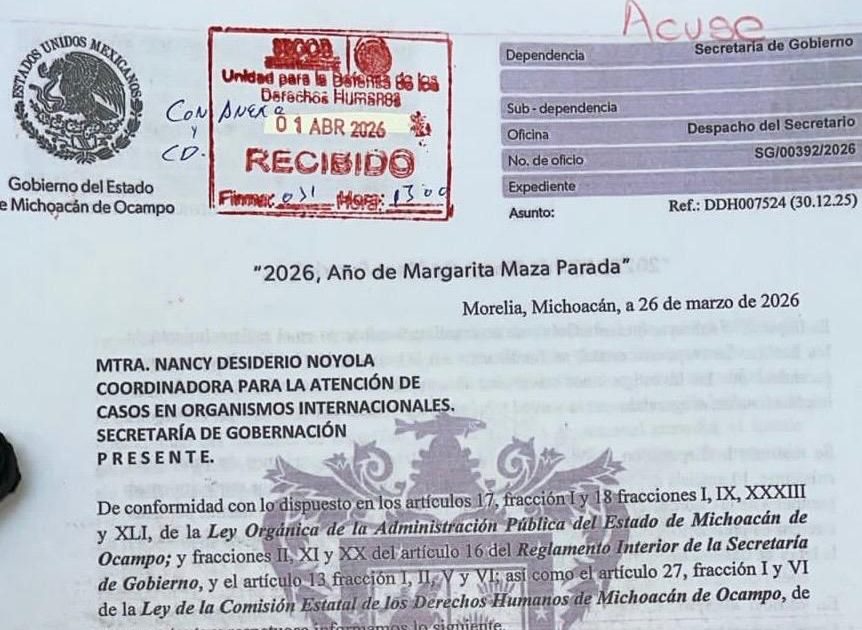 Acuse
ESTADOS UNIDOS MEXICANOS
Gobierno del Estado
e Michoacán de Ocampo
Con Anexo
y
CD.
SEGOB
Unidad para la Defensa de los
Derechos Humanos
01 ABR 2026
RECIBIDO
Firma: Hora: 1300
Dependencia Secretaría de Gobierno
Sub - dependencia
Oficina Despacho del Secretario
No. de oficio SG/00392/2026
Expediente
Asunto: Ref.: DDH007524 (30.12.25)
"2026, Año de Margarita Maza Parada"
Morelia, Michoacán, a 26 de marzo de 2026
MTRA. NANCY DESIDERIO NOYOLA
COORDINADORA PARA LA ATENCIÓN DE
CASOS EN ORGANISMOS INTERNACIONALES.
SECRETARÍA DE GOBERNACIÓN
P R E S E N T E.
De conformidad con lo dispuesto en los artículos 17, fracción I y 18 fracciones I, IX, XXXIII
y XLI, de la Ley Orgánica de la Administración Pública del Estado de Michoacán de
Ocampo; y fracciones II, XI y XX del artículo 16 del Reglamento Interior de la Secretaría
de Gobierno, y el artículo 13 fracción I, II, V y VI; así como el artículo 27, fracción I y VI
de la Ley de la Comisión Estatal de los Derechos Humanos de Michoacán de Ocampo, de
informamos lo siguiente.